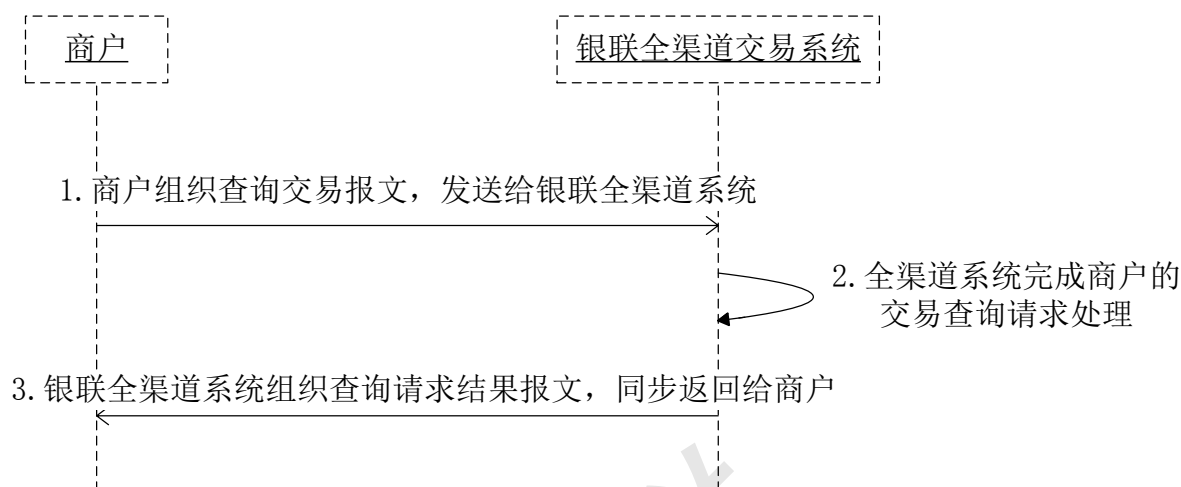 商户
银联全渠道交易系统
1.商户组织查询交易报文，发送给银联全渠道系统
2.全渠道系统完成商户的
交易查询请求处理
3.银联全渠道系统组织查询请求结果报文，同步返回给商户